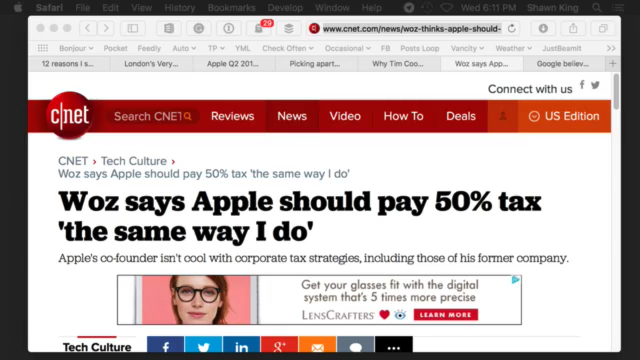 Safari File Edit View History Bookmarks Develop Window Help Wed 6:11 PM Shawn King
29
www.cnet.com/news/woz-thinks-apple-should-
Bonjour Pocket Feedly Auto TP YML Check Often Occasional FB Posts Loop Vancity Weather JustBeamit
12 reasons I s... London's Very... Apple Q2 201... Picking apart... Why Tim Coo... Woz says App... Google believ...
Connect with us
c|net Search CNET Reviews News Video How To Deals US Edition
CNET › Tech Culture ›
Woz says Apple should pay 50% tax 'the same way I do'
Woz says Apple should pay 50% tax
'the same way I do'
Apple's co-founder isn't cool with corporate tax strategies, including those of his former company.
Get your glasses fit with the digital
system that's 5 times more precise
LENSCRAFTERS LEARN MORE
Tech Culture